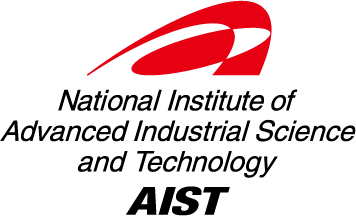 National Institute of
Advanced Industrial Science
and Technology
AIST